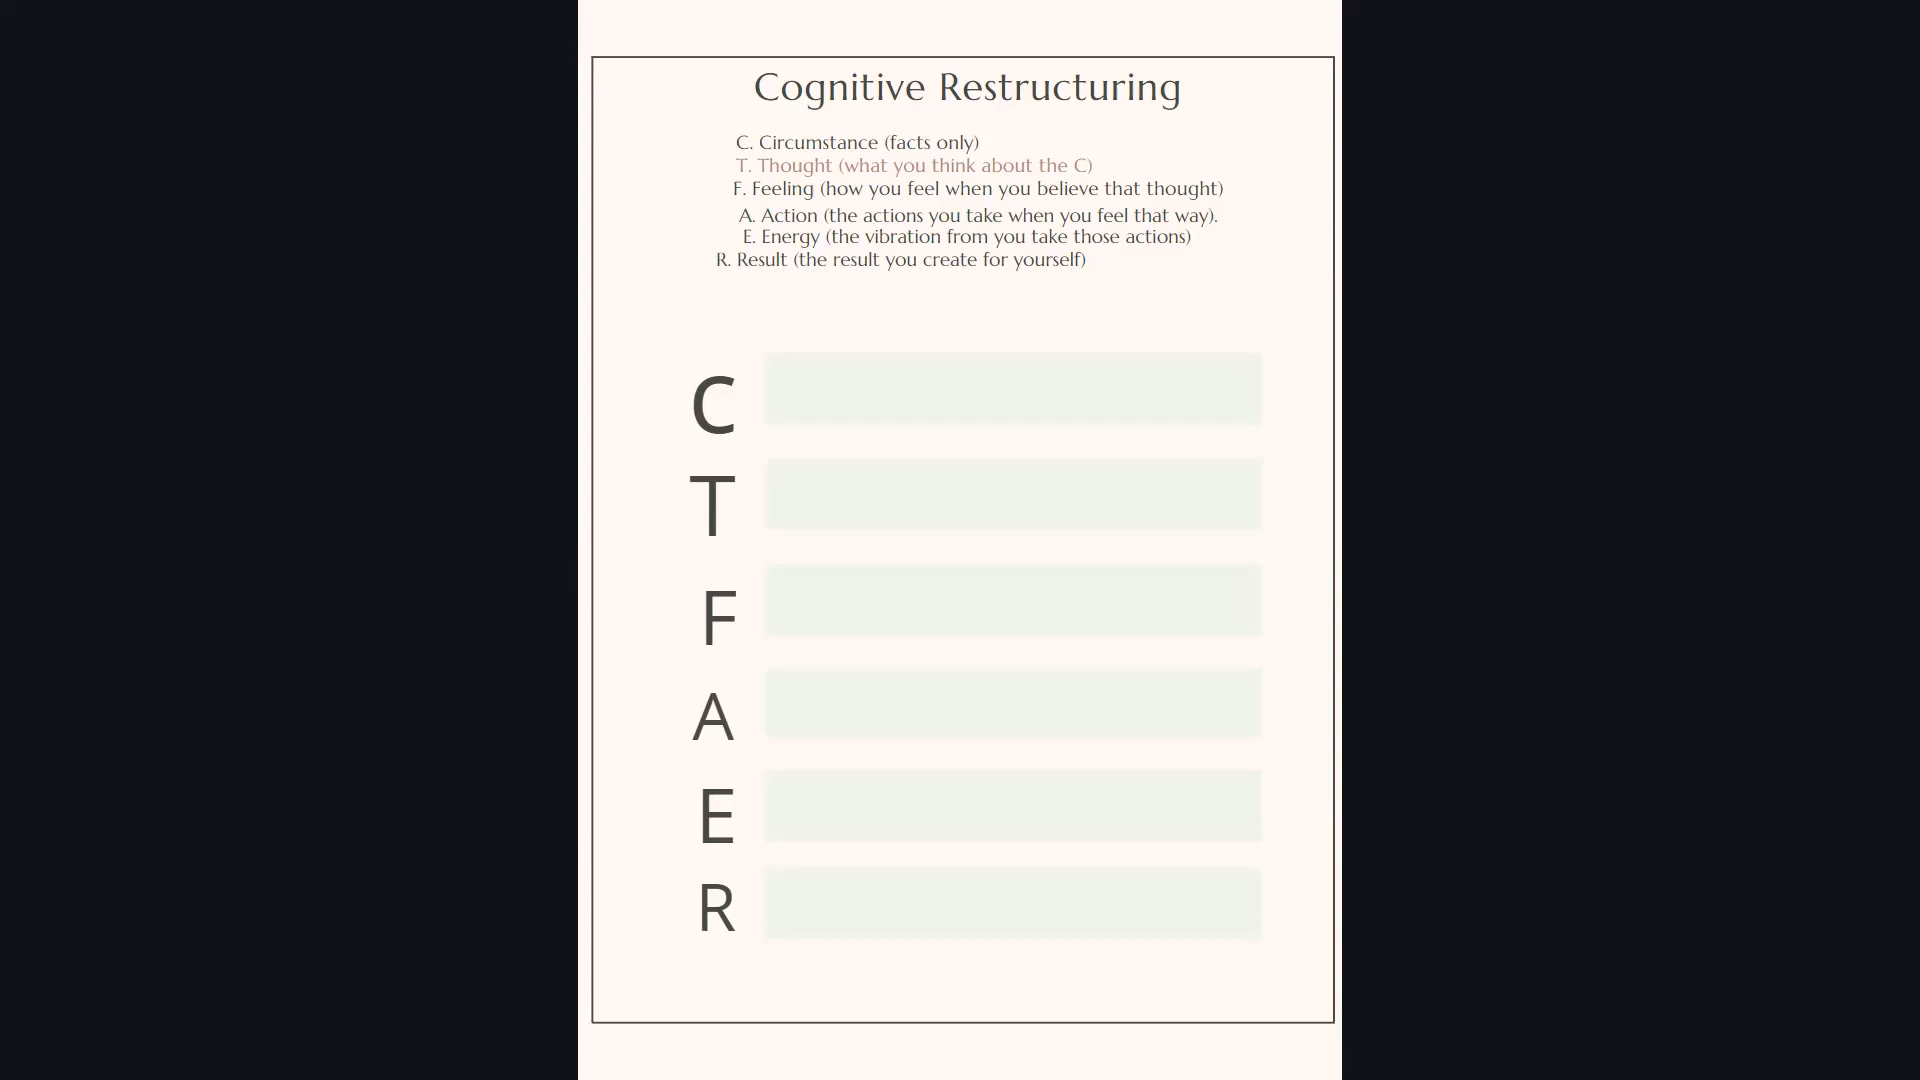 Cognitive Restructuring
C. Circumstance (facts only)
T. Thought (what you think about the C)
F. Feeling (how you feel when you believe that thought)
A. Action (the actions you take when you feel that way).
E. Energy (the vibration from you take those actions)
R. Result (the result you create for yourself)
C
T
F
A
E
R